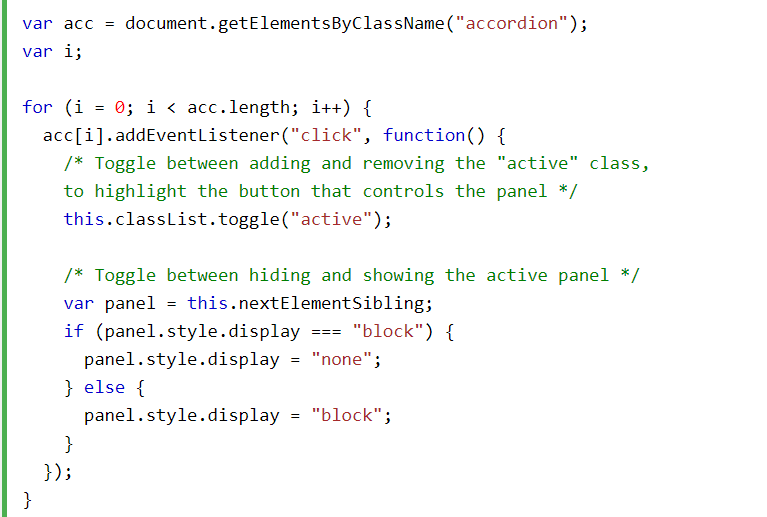 var acc = document.getElementsByClassName("accordion");
var i;

for (i = 0; i < acc.length; i++) {
  acc[i].addEventListener("click", function() {
    /* Toggle between adding and removing the "active" class,
    to highlight the button that controls the panel */
    this.classList.toggle("active");

    /* Toggle between hiding and showing the active panel */
    var panel = this.nextElementSibling;
    if (panel.style.display === "block") {
      panel.style.display = "none";
    } else {
      panel.style.display = "block";
    }
  });
}